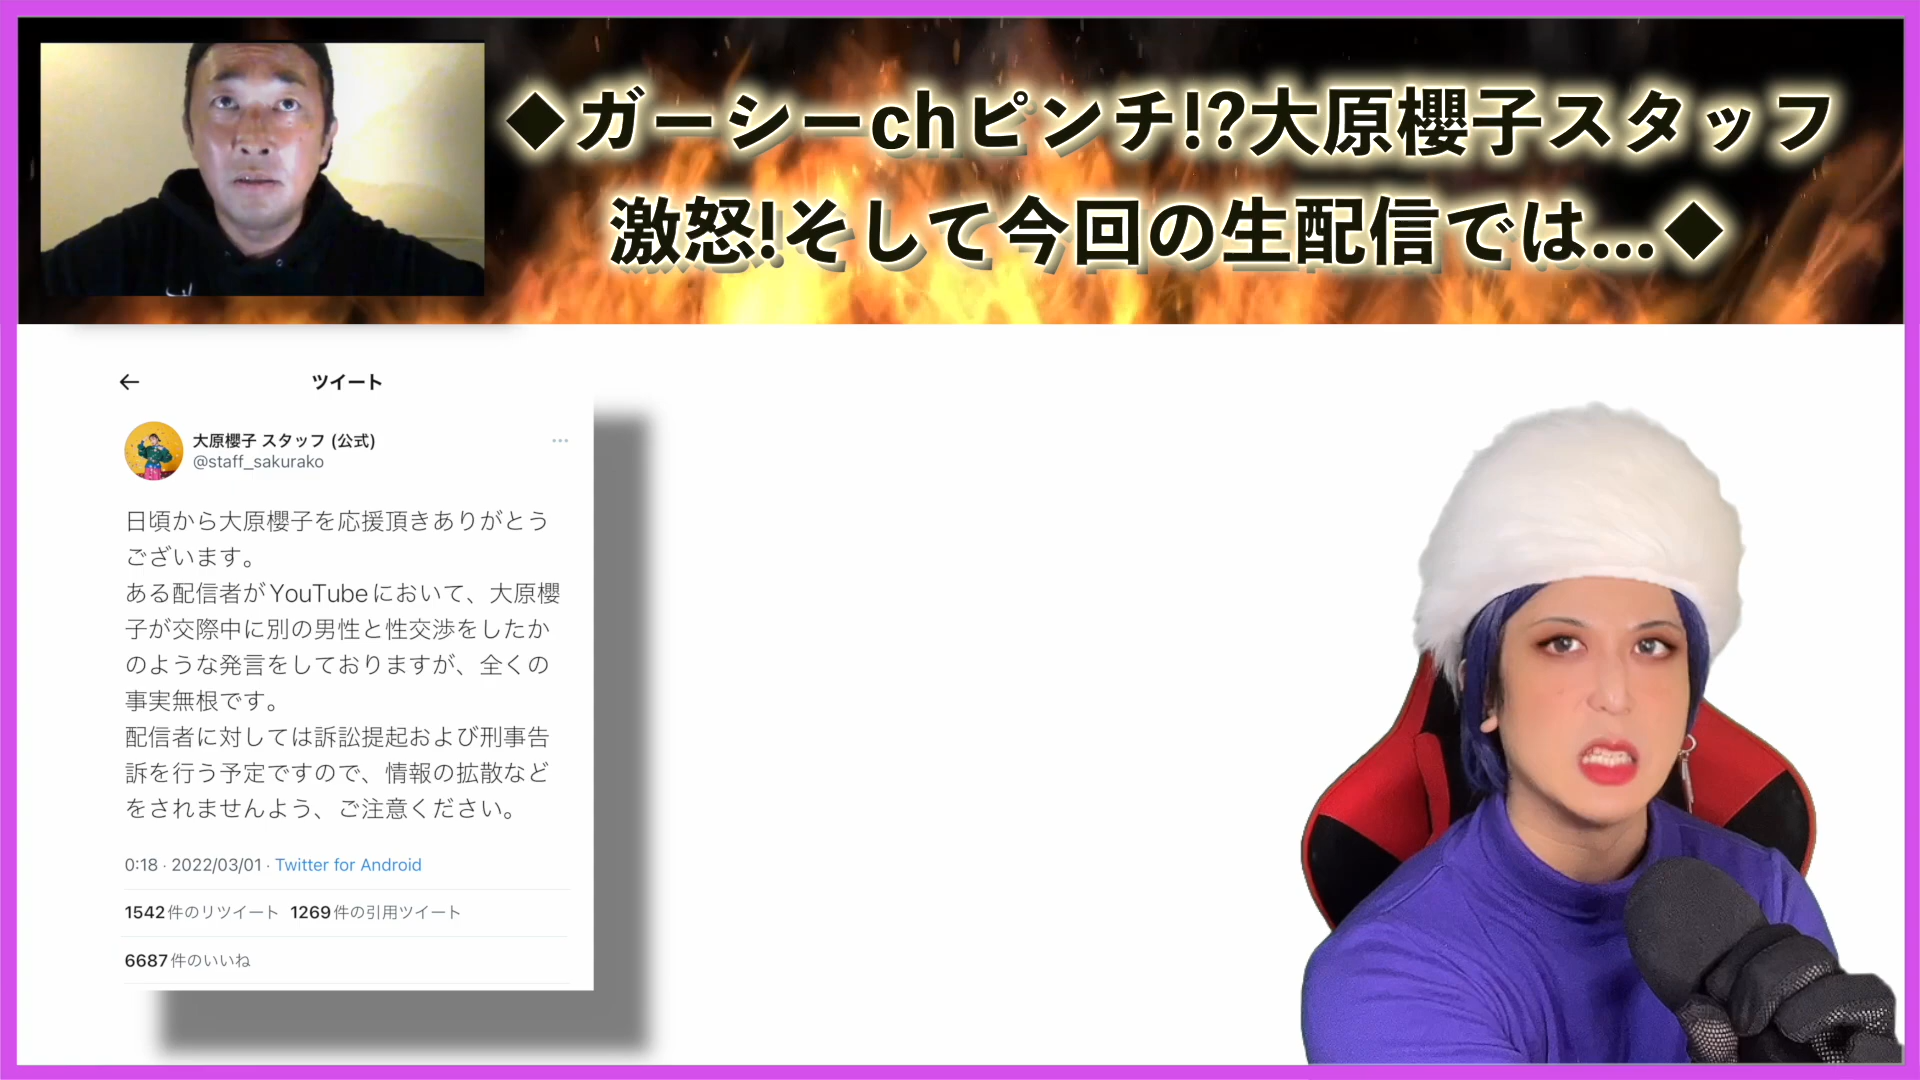 ◆ガーシーchピンチ!?大原櫻子スタッフ
激怒!そして今回の生配信では...◆
ツイート
大原櫻子 スタッフ (公式)
@staff_sakurako
日頃から大原櫻子を応援頂きありがとう
ございます。
ある配信者がYouTubeにおいて、大原櫻
子が交際中に別の男性と性交渉をしたか
のような発言をしておりますが、全くの
事実無根です。
配信者に対しては訴訟提起および刑事告
訴を行う予定ですので、情報の拡散など
をされませんよう、ご注意ください。
0:18 · 2022/03/01 · Twitter for Android
1542件のリツイート 1269件の引用ツイート
6687件のいいね